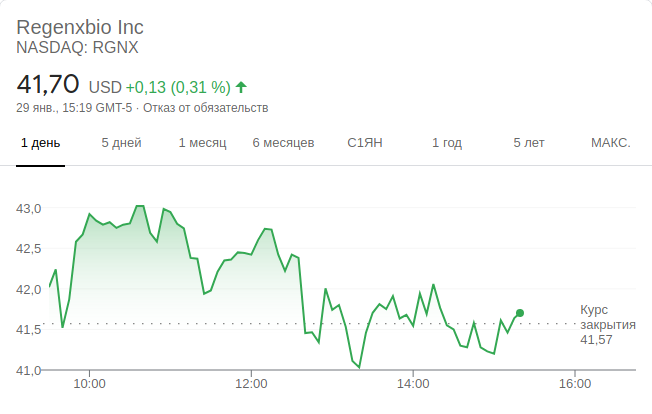 Regenxbio Inc
NASDAQ: RGNX
41,70 USD +0,13 (0,31 %)
29 янв., 15:19 GMT-5 · Отказ от обязательств
1 день 5 дней 1 месяц 6 месяцев С1ЯН 1 год 5 лет МАКС.
43,0
42,5
42,0
41,5
41,0
Курс
закрытия
41,57
10:00 12:00 14:00 16:00